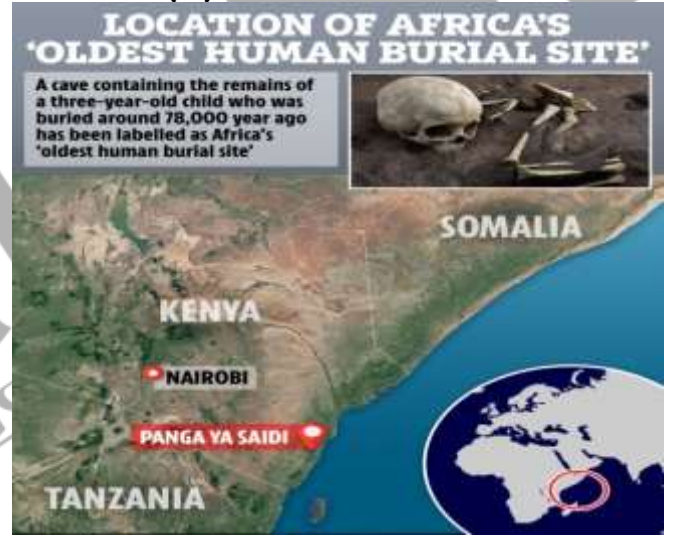 LOCATION OF AFRICA'S
'OLDEST HUMAN BURIAL SITE'
A cave containing the remains of
a three-year-old child who was
buried around 78,000 year ago
has been labelled as Africa's
'oldest human burial site'
SOMALIA
KENYA
NAIROBI
PANGA YA SAIDI
TANZANIA